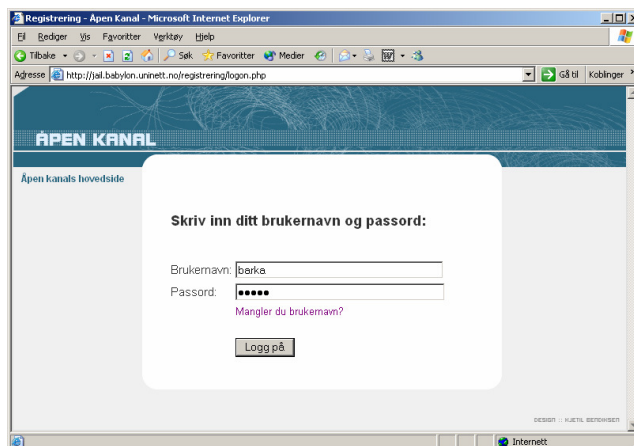 Registrering - Åpen Kanal - Microsoft Internet Explorer
Fil Rediger Vis Favoritter Verktøy Hjelp
Tilbake Søk Favoritter Medier
Adresse http://jail.babylon.uninett.no/registrering/logon.php Gå til Koblinger
ÅPEN KANAL
Åpen kanals hovedside
Skriv inn ditt brukernavn og passord:
Brukernavn: barka
Passord: •••••
Mangler du brukernavn?
Logg på
DESIGN :: KJETIL BENDIKSEN
Internett